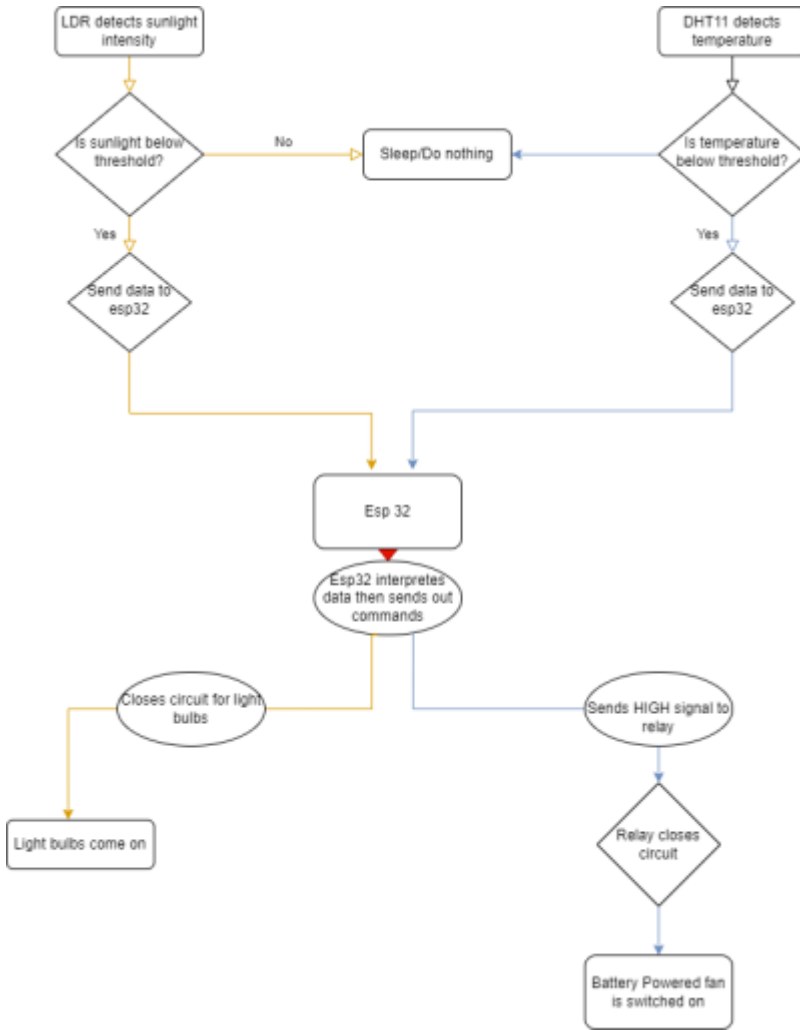 LDR detects sunlight
intensity
DHT11 detects
temperature
Is sunlight below
threshold?
No
Sleep/Do nothing
Is temperature
below threshold?
Yes
Yes
Send data to
esp32
Send data to
esp32
Esp 32
Esp32 interpretes
data then sends out
commands
Closes circuit for light
bulbs
Sends HIGH signal to
relay
Light bulbs come on
Relay closes
circuit
Battery Powered fan
is switched on